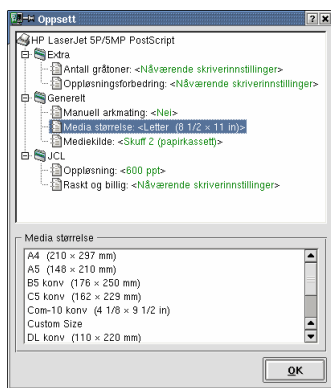 Oppsett
HP LaserJet 5P/5MP PostScript
Extra
Antall gråtoner: <Nåværende skriverinnstillinger>
Oppløsningsforbedring: <Nåværende skriverinnstillinger>
Generelt
Manuell arkmating: <Nei>
Media størrelse: <Letter (8 1/2 × 11 in)>
Mediekilde: <Skuff 2 (papirkassett)>
JCL
Oppløsning: <600 ppt>
Raskt og billig: <Nåværende skriverinnstillinger>
Media størrelse
A4 (210 × 297 mm)
A5 (148 × 210 mm)
B5 konv (176 × 250 mm)
C5 konv (162 × 229 mm)
Com-10 konv (4 1/8 × 9 1/2 in)
Custom Size
DL konv (110 × 220 mm)
OK